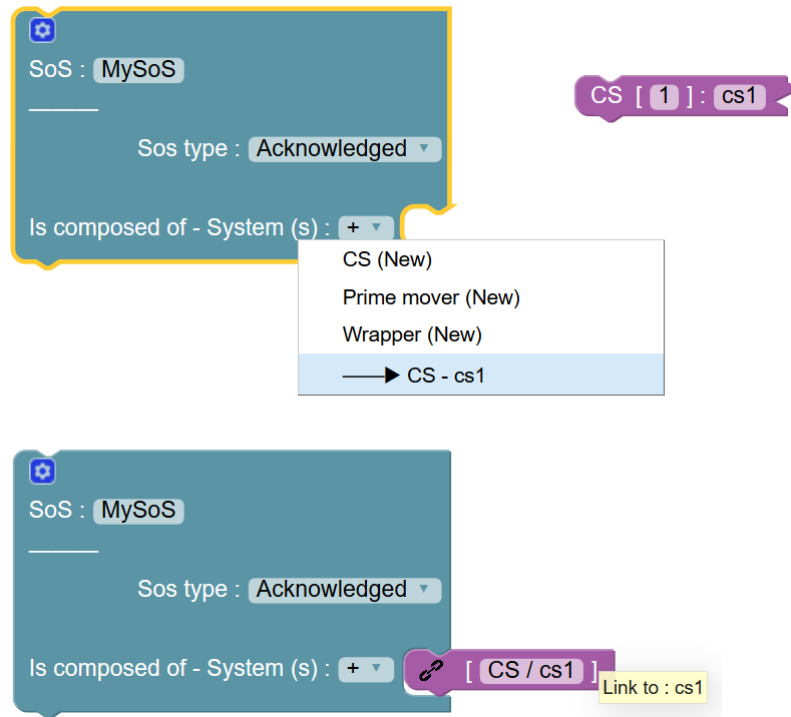 SoS : MySoS
CS [ 1 ] : cs1
Sos type : Acknowledged
Is composed of - System (s) : +
CS (New)
Prime mover (New)
Wrapper (New)
CS - cs1
SoS : MySoS
Sos type : Acknowledged
Is composed of - System (s) : +
[ CS / cs1 ]
Link to : cs1